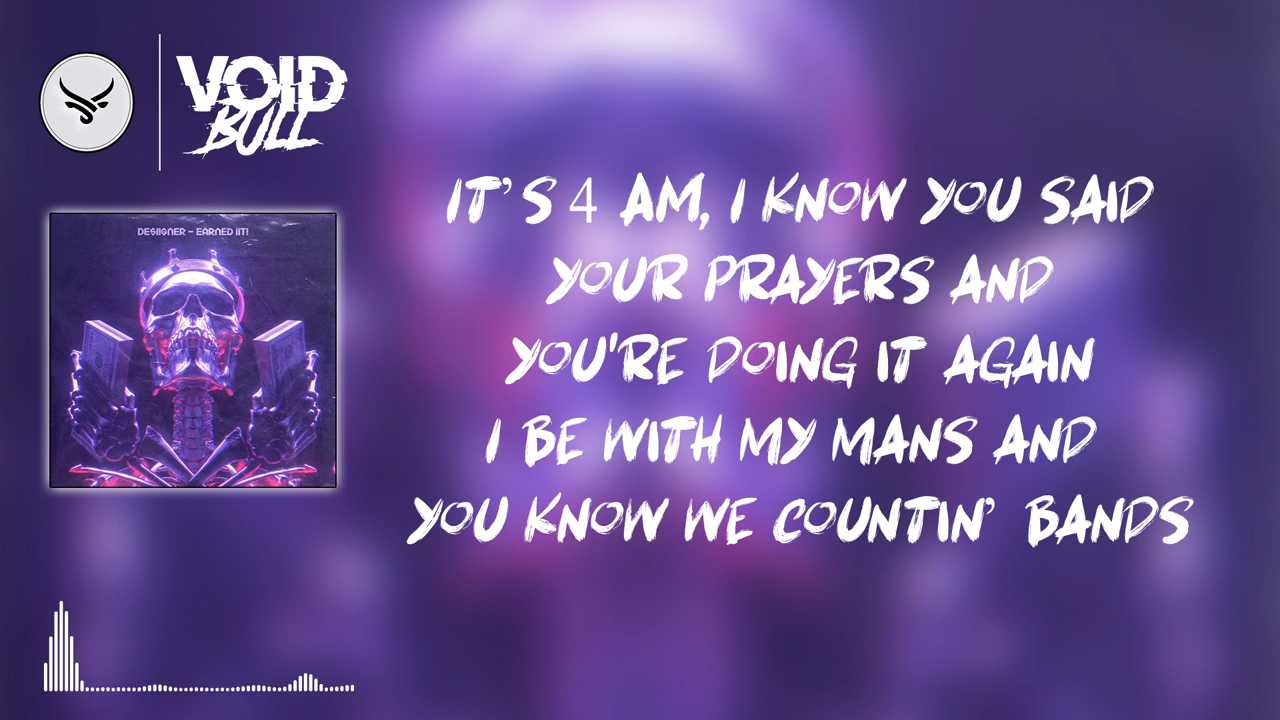 VOID
BULL
DESIIGNER - EARNED IIT!
IT’S 4 AM, I KNOW YOU SAID
YOUR PRAYERS AND
YOU'RE DOING IT AGAIN
I BE WITH MY MANS AND
YOU KNOW WE COUNTIN’ BANDS